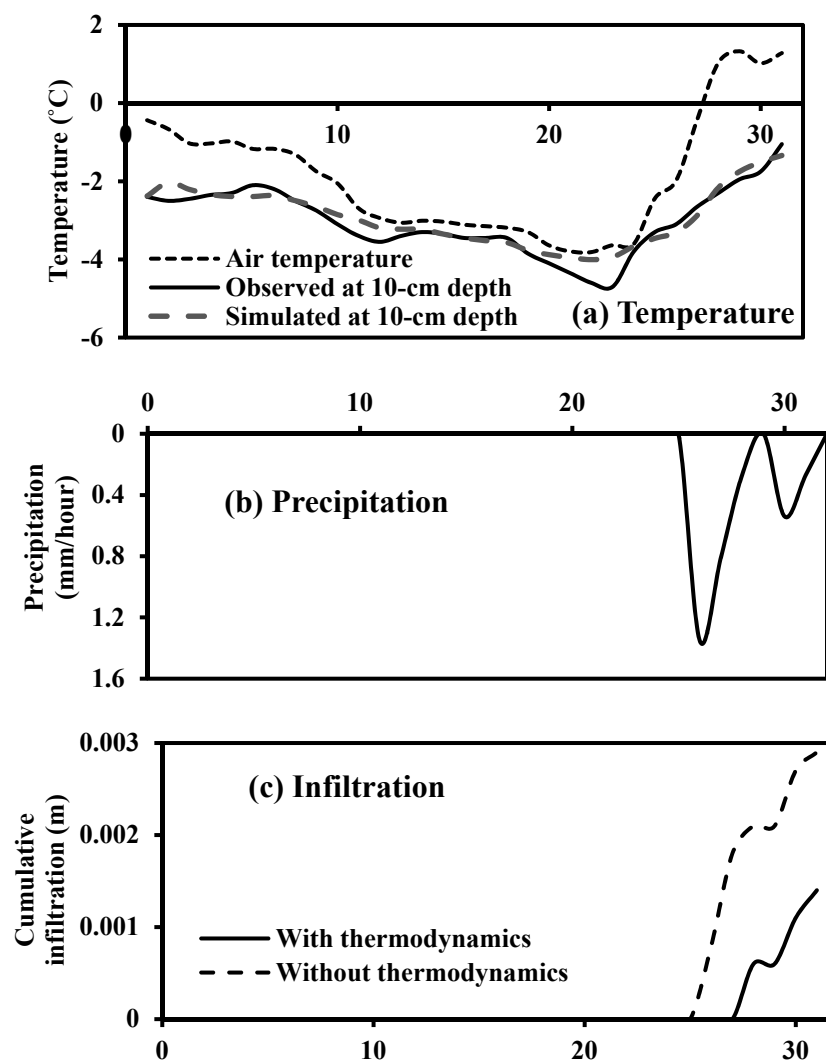 2
0
-2
-4
-6
Temperature (˚C)
0
10
20
30
Air temperature
Observed at 10-cm depth
Simulated at 10-cm depth
(a) Temperature
0
10
20
30
0
0.4
0.8
1.2
1.6
Precipitation
(mm/hour)
(b) Precipitation
0.003
0.002
0.001
0
Cumulative
infiltration (m)
(c) Infiltration
With thermodynamics
Without thermodynamics
0
10
20
30